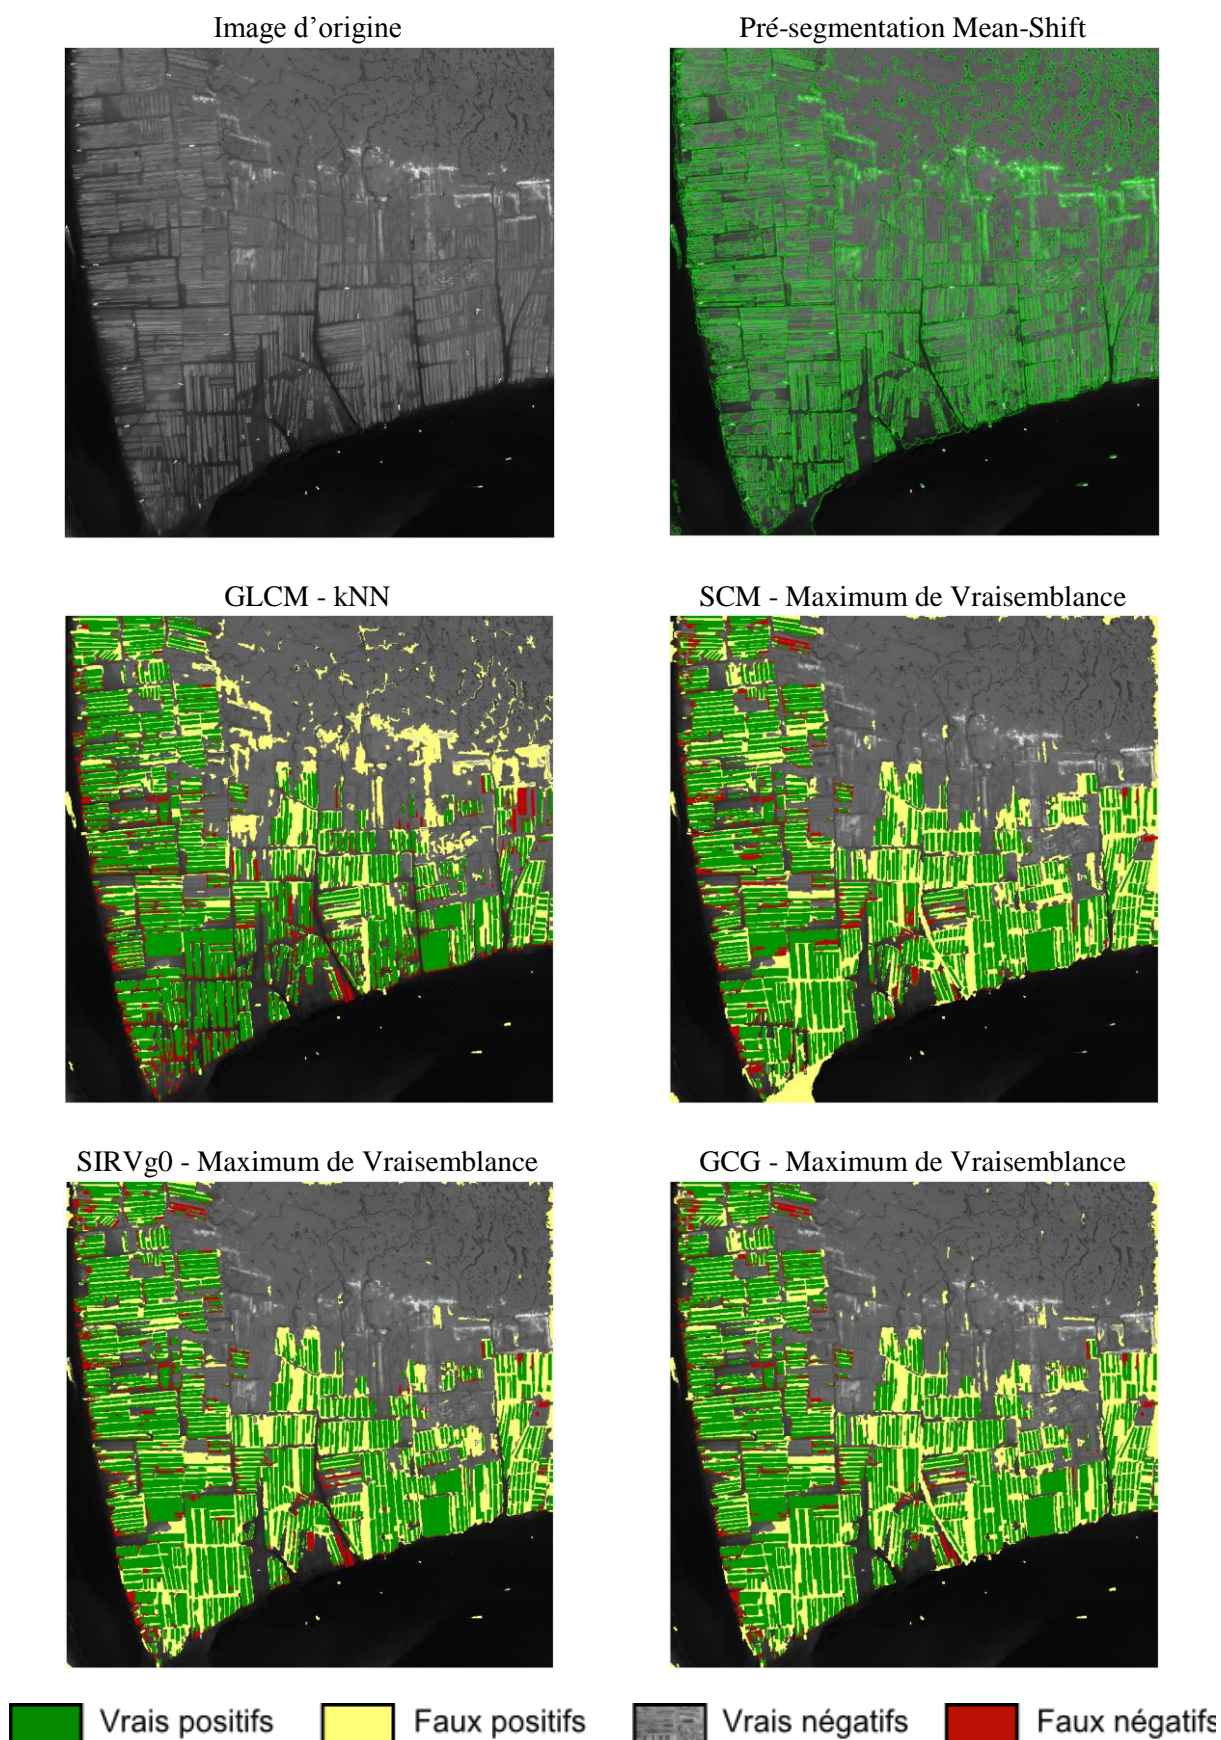 Image d’origine
Pré-segmentation Mean-Shift
GLCM - kNN
SCM - Maximum de Vraisemblance
SIRVg0 - Maximum de Vraisemblance
GCG - Maximum de Vraisemblance
Vrais positifs
Faux positifs
Vrais négatifs
Faux négatifs